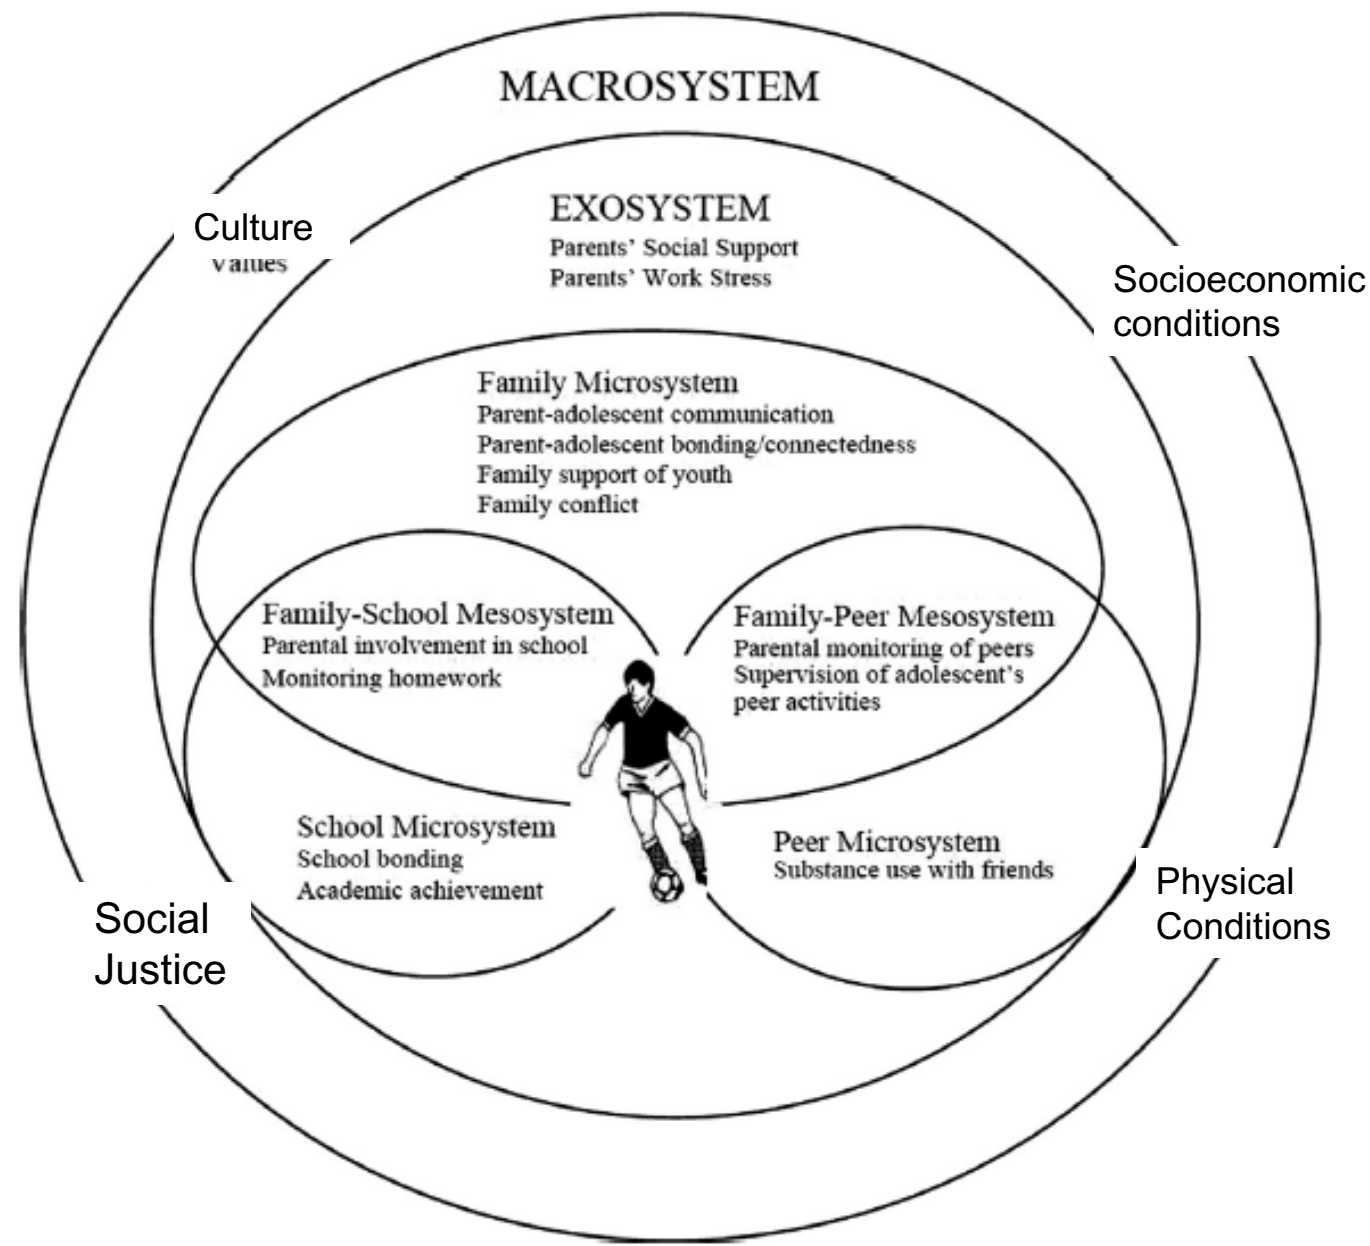 MACROSYSTEM
Culture
Values
EXOSYSTEM
Parents' Social Support
Parents' Work Stress
Socioeconomic
conditions
Family Microsystem
Parent-adolescent communication
Parent-adolescent bonding/connectedness
Family support of youth
Family conflict
Family-School Mesosystem
Parental involvement in school
Monitoring homework
Family-Peer Mesosystem
Parental monitoring of peers
Supervision of adolescent's
peer activities
School Microsystem
School bonding
Academic achievement
Peer Microsystem
Substance use with friends
Social
Justice
Physical
Conditions